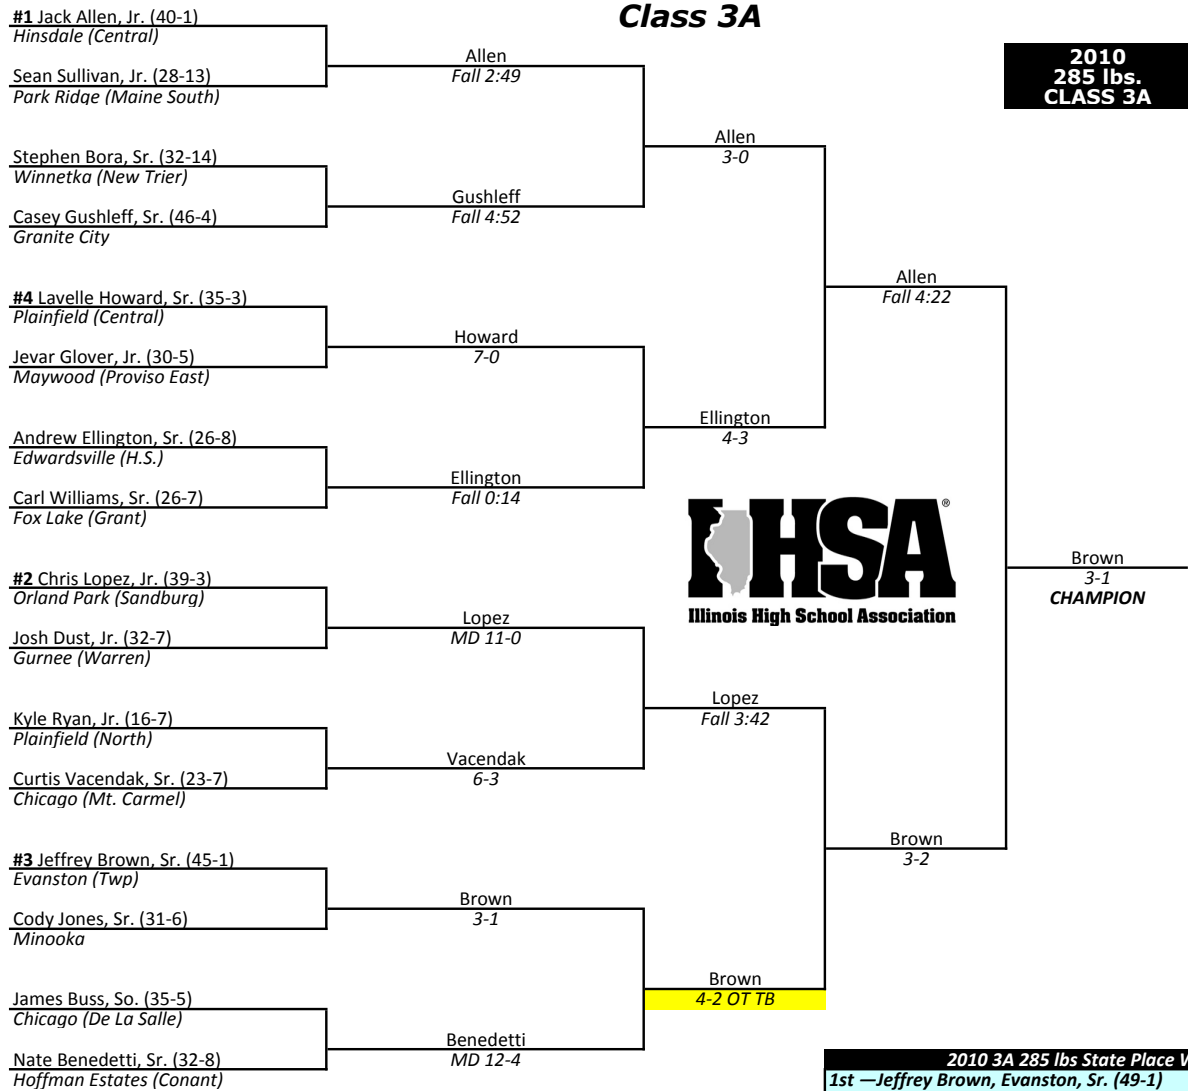 Class 3A
2010
285 lbs.
CLASS 3A
#1 Jack Allen, Jr. (40-1)
Hinsdale (Central)
Sean Sullivan, Jr. (28-13)
Park Ridge (Maine South)
Stephen Bora, Sr. (32-14)
Winnetka (New Trier)
Casey Gushleff, Sr. (46-4)
Granite City
#4 Lavelle Howard, Sr. (35-3)
Plainfield (Central)
Jevar Glover, Jr. (30-5)
Maywood (Proviso East)
Andrew Ellington, Sr. (26-8)
Edwardsville (H.S.)
Carl Williams, Sr. (26-7)
Fox Lake (Grant)
#2 Chris Lopez, Jr. (39-3)
Orland Park (Sandburg)
Josh Dust, Jr. (32-7)
Gurnee (Warren)
Kyle Ryan, Jr. (16-7)
Plainfield (North)
Curtis Vacendak, Sr. (23-7)
Chicago (Mt. Carmel)
#3 Jeffrey Brown, Sr. (45-1)
Evanston (Twp)
Cody Jones, Sr. (31-6)
Minooka
James Buss, So. (35-5)
Chicago (De La Salle)
Nate Benedetti, Sr. (32-8)
Hoffman Estates (Conant)
Allen
Fall 2:49
Gushleff
Fall 4:52
Howard
7-0
Ellington
Fall 0:14
Lopez
MD 11-0
Vacendak
6-3
Brown
3-1
Benedetti
MD 12-4
Allen
3-0
Ellington
4-3
Lopez
Fall 3:42
Brown
4-2 OT TB
Allen
Fall 4:22
Brown
3-2
IHSA®
Illinois High School Association
Brown
3-1
CHAMPION
2010 3A 285 lbs State Place W
1st —Jeffrey Brown, Evanston, Sr. (49-1)